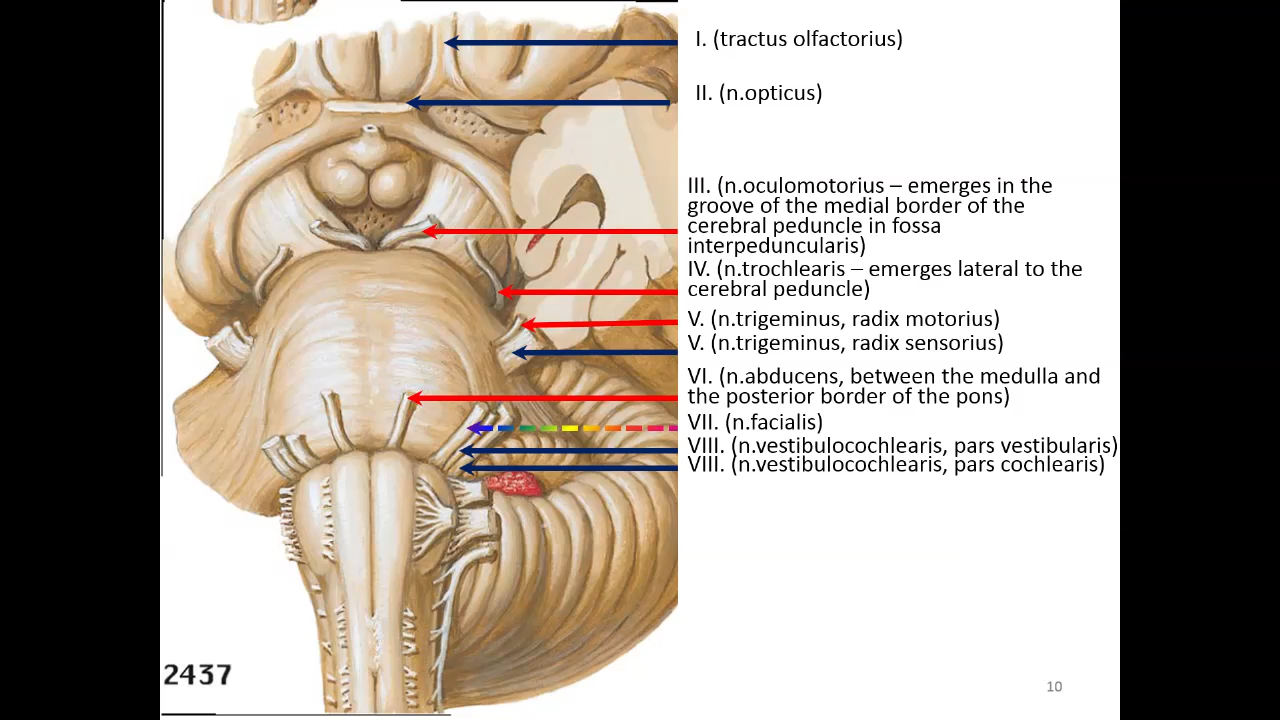 I. (tractus olfactorius)
II. (n.opticus)
III. (n.oculomotorius – emerges in the
groove of the medial border of the
cerebral peduncle in fossa
interpeduncularis)
IV. (n.trochlearis – emerges lateral to the
cerebral peduncle)
V. (n.trigeminus, radix motorius)
V. (n.trigeminus, radix sensorius)
VI. (n.abducens, between the medulla and
the posterior border of the pons)
VII. (n.facialis)
VIII. (n.vestibulocochlearis, pars vestibularis)
VIII. (n.vestibulocochlearis, pars cochlearis)
2437
10